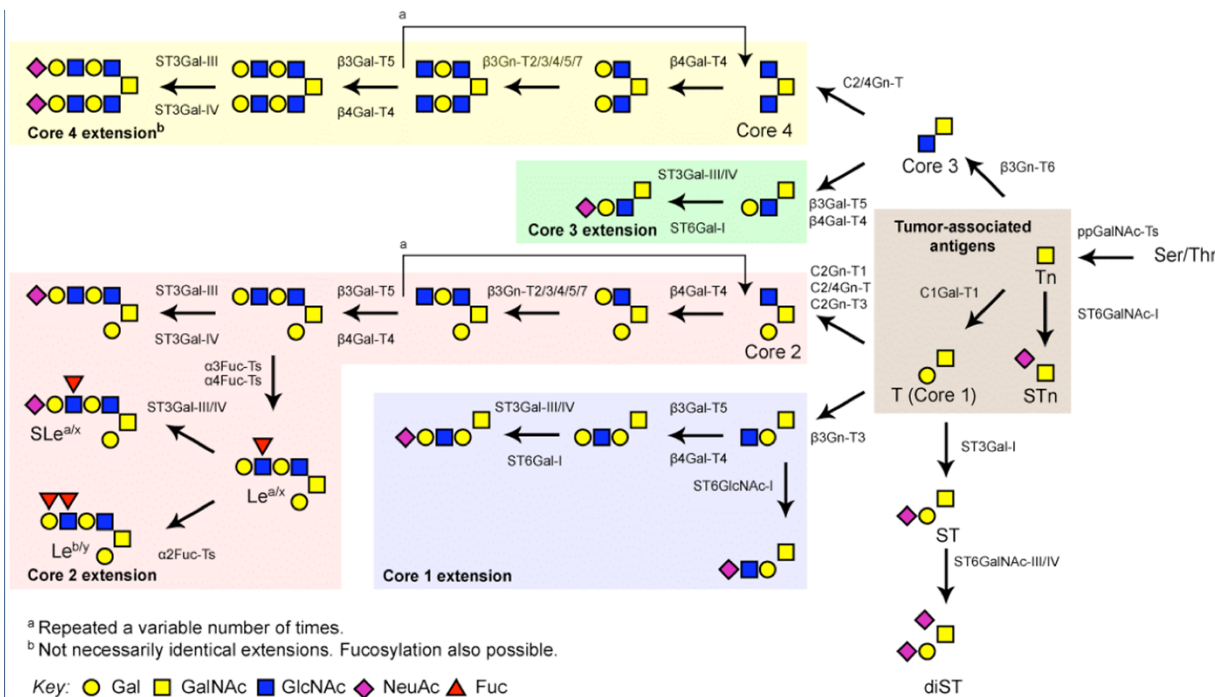 a
ST3Gal-III
ST3Gal-IV
β3Gal-T5
β4Gal-T4
β3Gn-T2/3/4/5/7
β4Gal-T4
C2/4Gn-T
Core 4 extensionᵇ
Core 4
Core 3
β3Gn-T6
ST3Gal-III/IV
ST6Gal-I
β3Gal-T5
β4Gal-T4
Core 3 extension
Tumor-associated
antigens
ppGalNAc-Ts
Ser/Thr
Tn
C1Gal-T1
ST6GalNAc-I
T (Core 1)
STn
a
ST3Gal-III
ST3Gal-IV
β3Gal-T5
β4Gal-T4
β3Gn-T2/3/4/5/7
β4Gal-T4
C2Gn-T1
C2/4Gn-T
C2Gn-T3
Core 2
α3Fuc-Ts
α4Fuc-Ts
ST3Gal-III/IV
SLeᵃ/ˣ
Leᵃ/ˣ
Leᵇ/ʸ
α2Fuc-Ts
Core 2 extension
ST3Gal-III/IV
ST6Gal-I
β3Gal-T5
β4Gal-T4
β3Gn-T3
ST6GlcNAc-I
Core 1 extension
ST3Gal-I
ST
ST6GalNAc-III/IV
diST
ᵃ Repeated a variable number of times.
ᵇ Not necessarily identical extensions. Fucosylation also possible.
Key: Gal GalNAc GlcNAc NeuAc Fuc